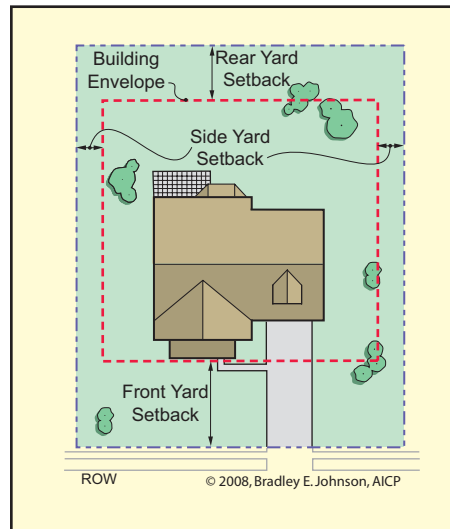 Building
Envelope
Rear Yard
Setback
Side Yard
Setback
Front Yard
Setback
ROW
© 2008, Bradley E. Johnson, AICP